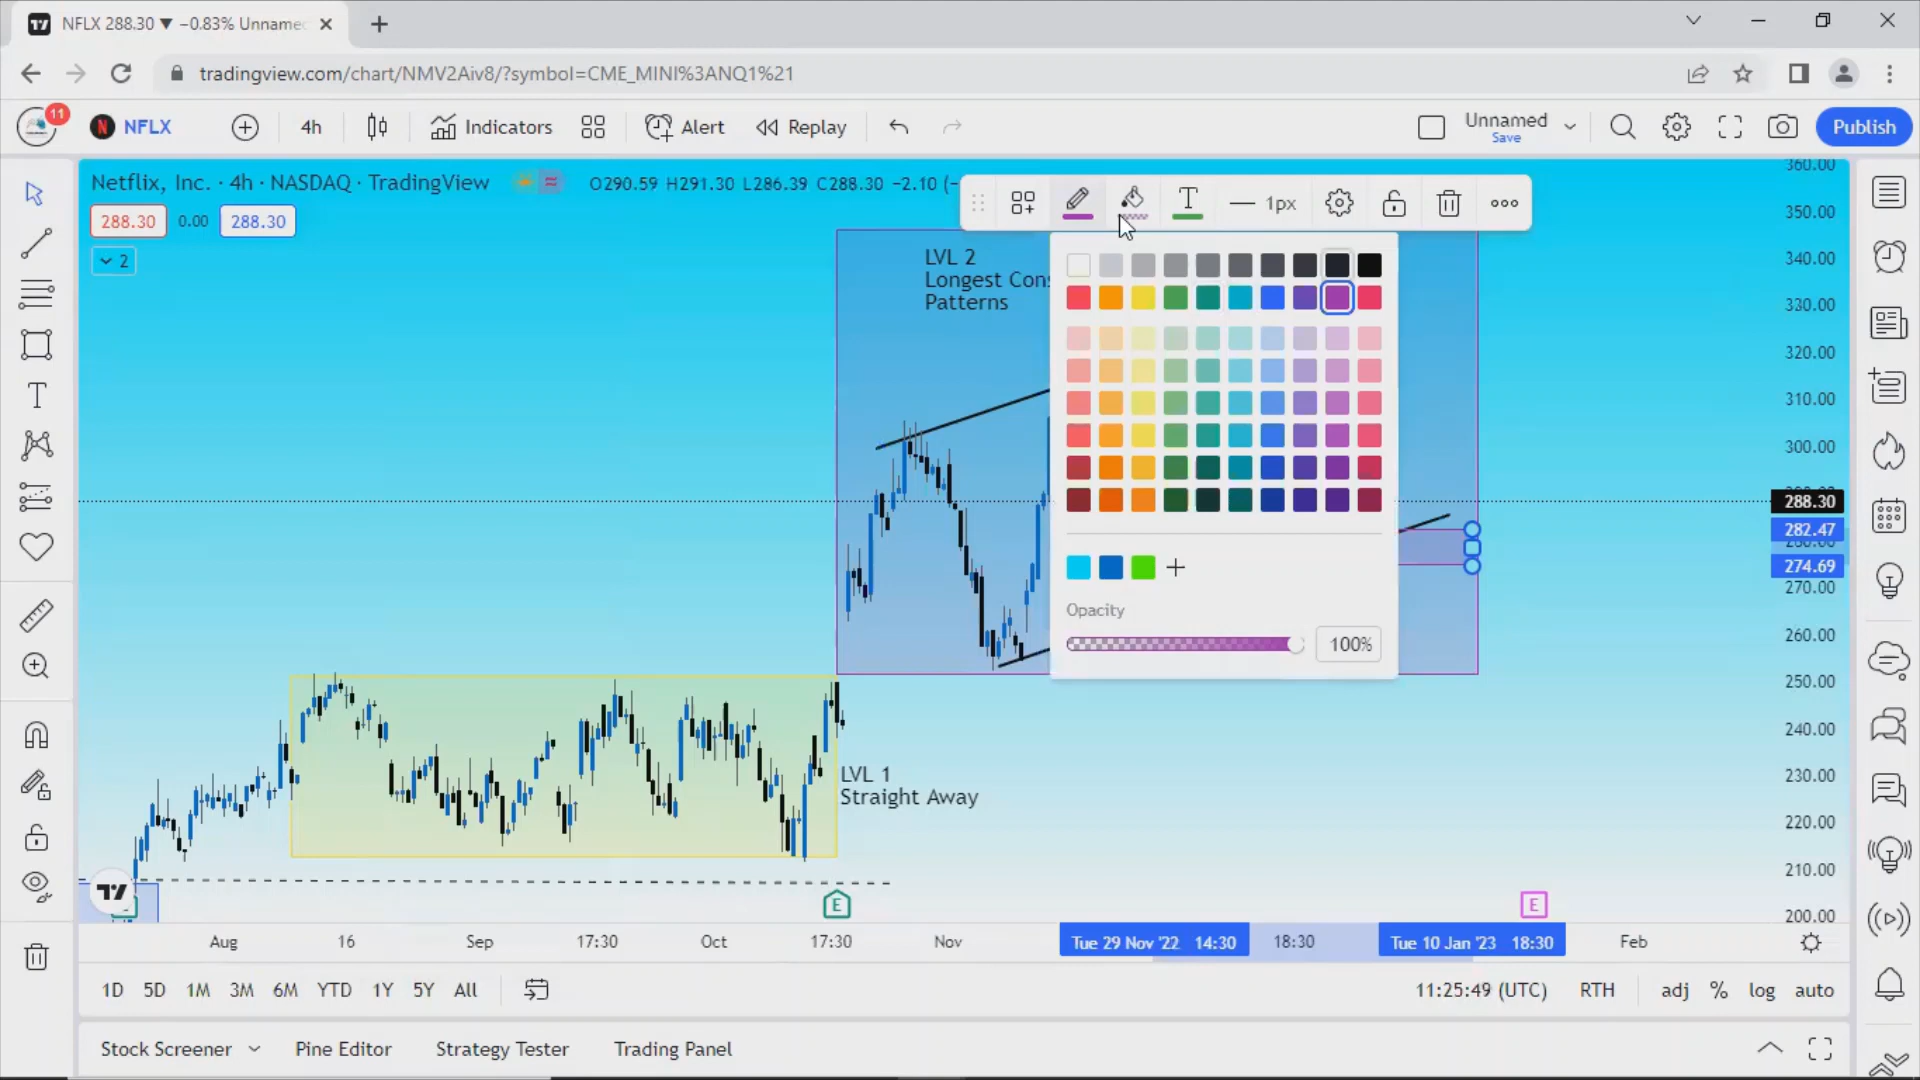 NFLX 288.30 ▼ −0.83% Unname
tradingview.com/chart/NMV2Aiv8/?symbol=CME_MINI%3ANQ1%21
11
NFLX
4h
Indicators
Alert
Replay
Unnamed
Save
Publish
Netflix, Inc. · 4h · NASDAQ · TradingView
O290.59 H291.30 L286.39 C288.30 −2.10 (−
288.30
0.00
288.30
2
T
1px
LVL 2
Longest Cons
Patterns
Opacity
100%
LVL 1
Straight Away
360.00
350.00
340.00
330.00
320.00
310.00
300.00
288.30
282.47
280.00
274.69
270.00
260.00
250.00
240.00
230.00
220.00
210.00
200.00
E
E
Aug
16
Sep
17:30
Oct
17:30
Nov
Tue 29 Nov '22 14:30
18:30
Tue 10 Jan '23 18:30
Feb
1D 5D 1M 3M 6M YTD 1Y 5Y All
11:25:49 (UTC)
RTH
adj % log auto
Stock Screener
Pine Editor
Strategy Tester
Trading Panel